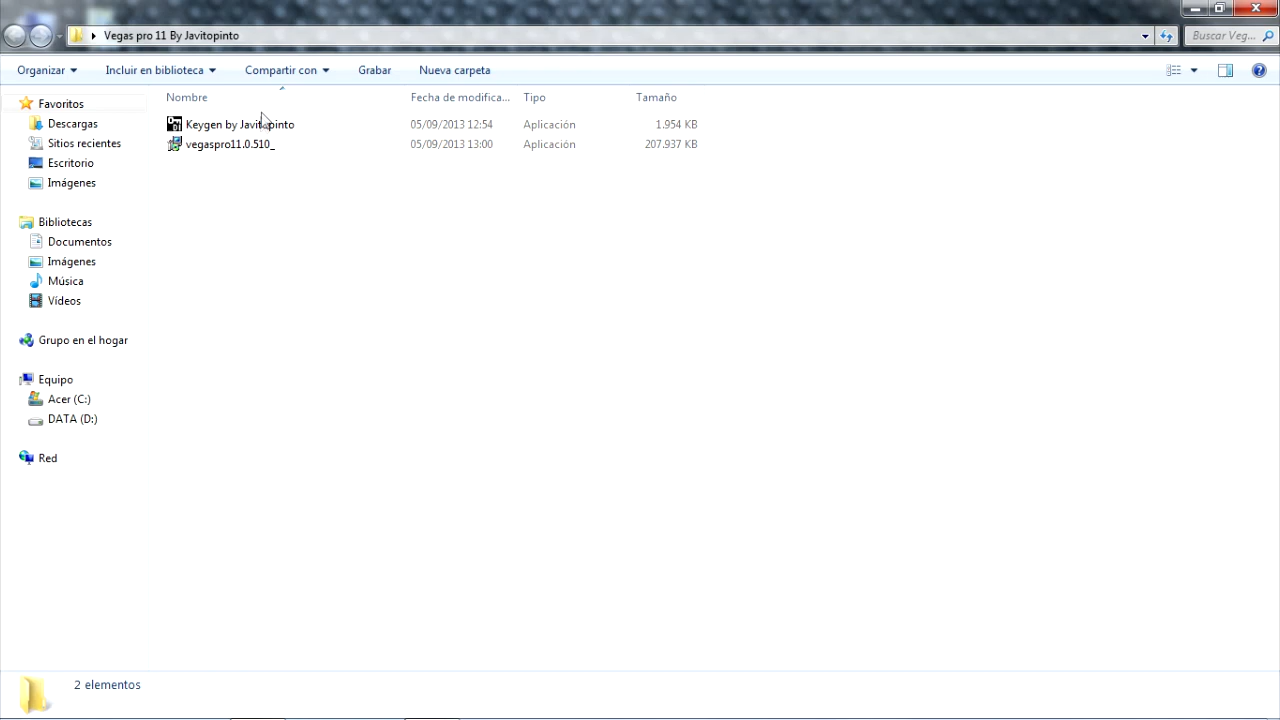 Vegas pro 11 By Javitopinto
Buscar Veg...
Organizar
Incluir en biblioteca
Compartir con
Grabar
Nueva carpeta
Favoritos
Descargas
Sitios recientes
Escritorio
Imágenes
Bibliotecas
Documentos
Imágenes
Música
Vídeos
Grupo en el hogar
Equipo
Acer (C:)
DATA (D:)
Red
Nombre Fecha de modifica... Tipo Tamaño
Keygen by Javitopinto 05/09/2013 12:54 Aplicación 1.954 KB
vegaspro11.0.510_ 05/09/2013 13:00 Aplicación 207.937 KB
2 elementos